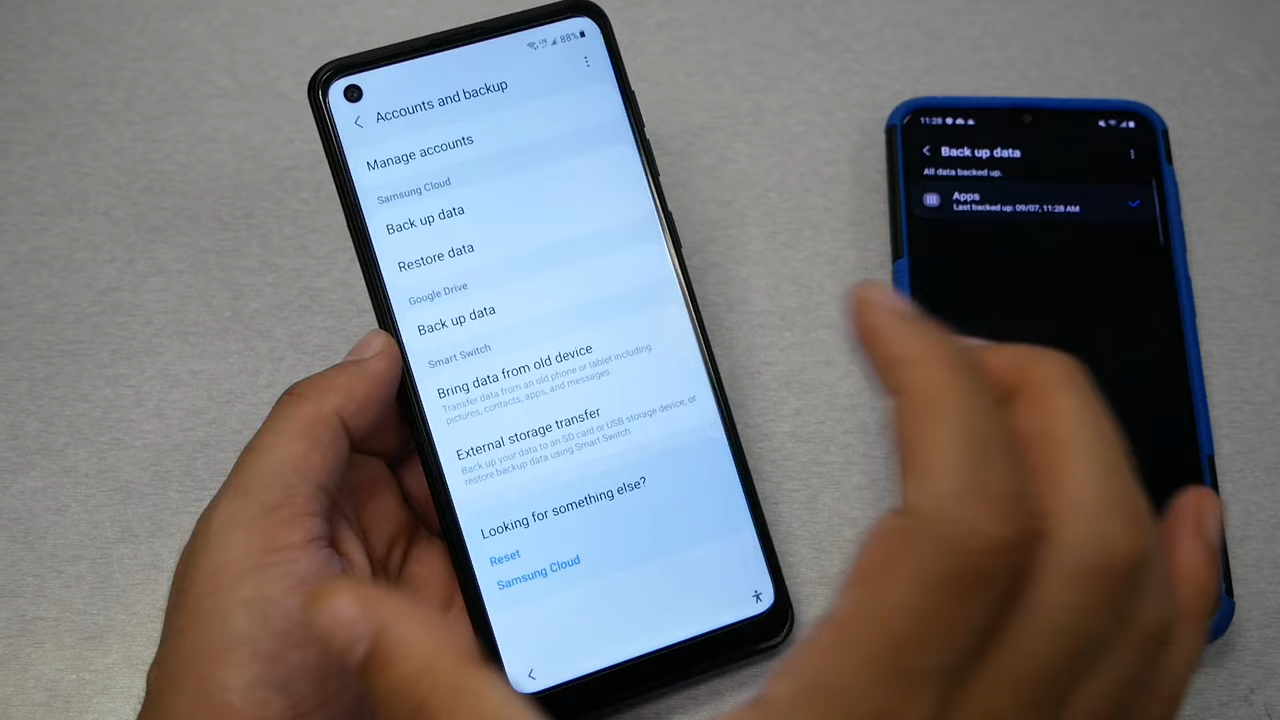 LTE
88%
Accounts and backup
Manage accounts
Samsung Cloud
Back up data
Restore data
Google Drive
Back up data
Smart Switch
Bring data from old device
Transfer data from an old phone or tablet including
pictures, contacts, apps, and messages.
External storage transfer
Back up your data to an SD card or USB storage device, or
restore backup data using Smart Switch
Looking for something else?
Reset
Samsung Cloud
11:28
Back up data
All data backed up.
Apps
Last backed up: 09/07, 11:28 AM